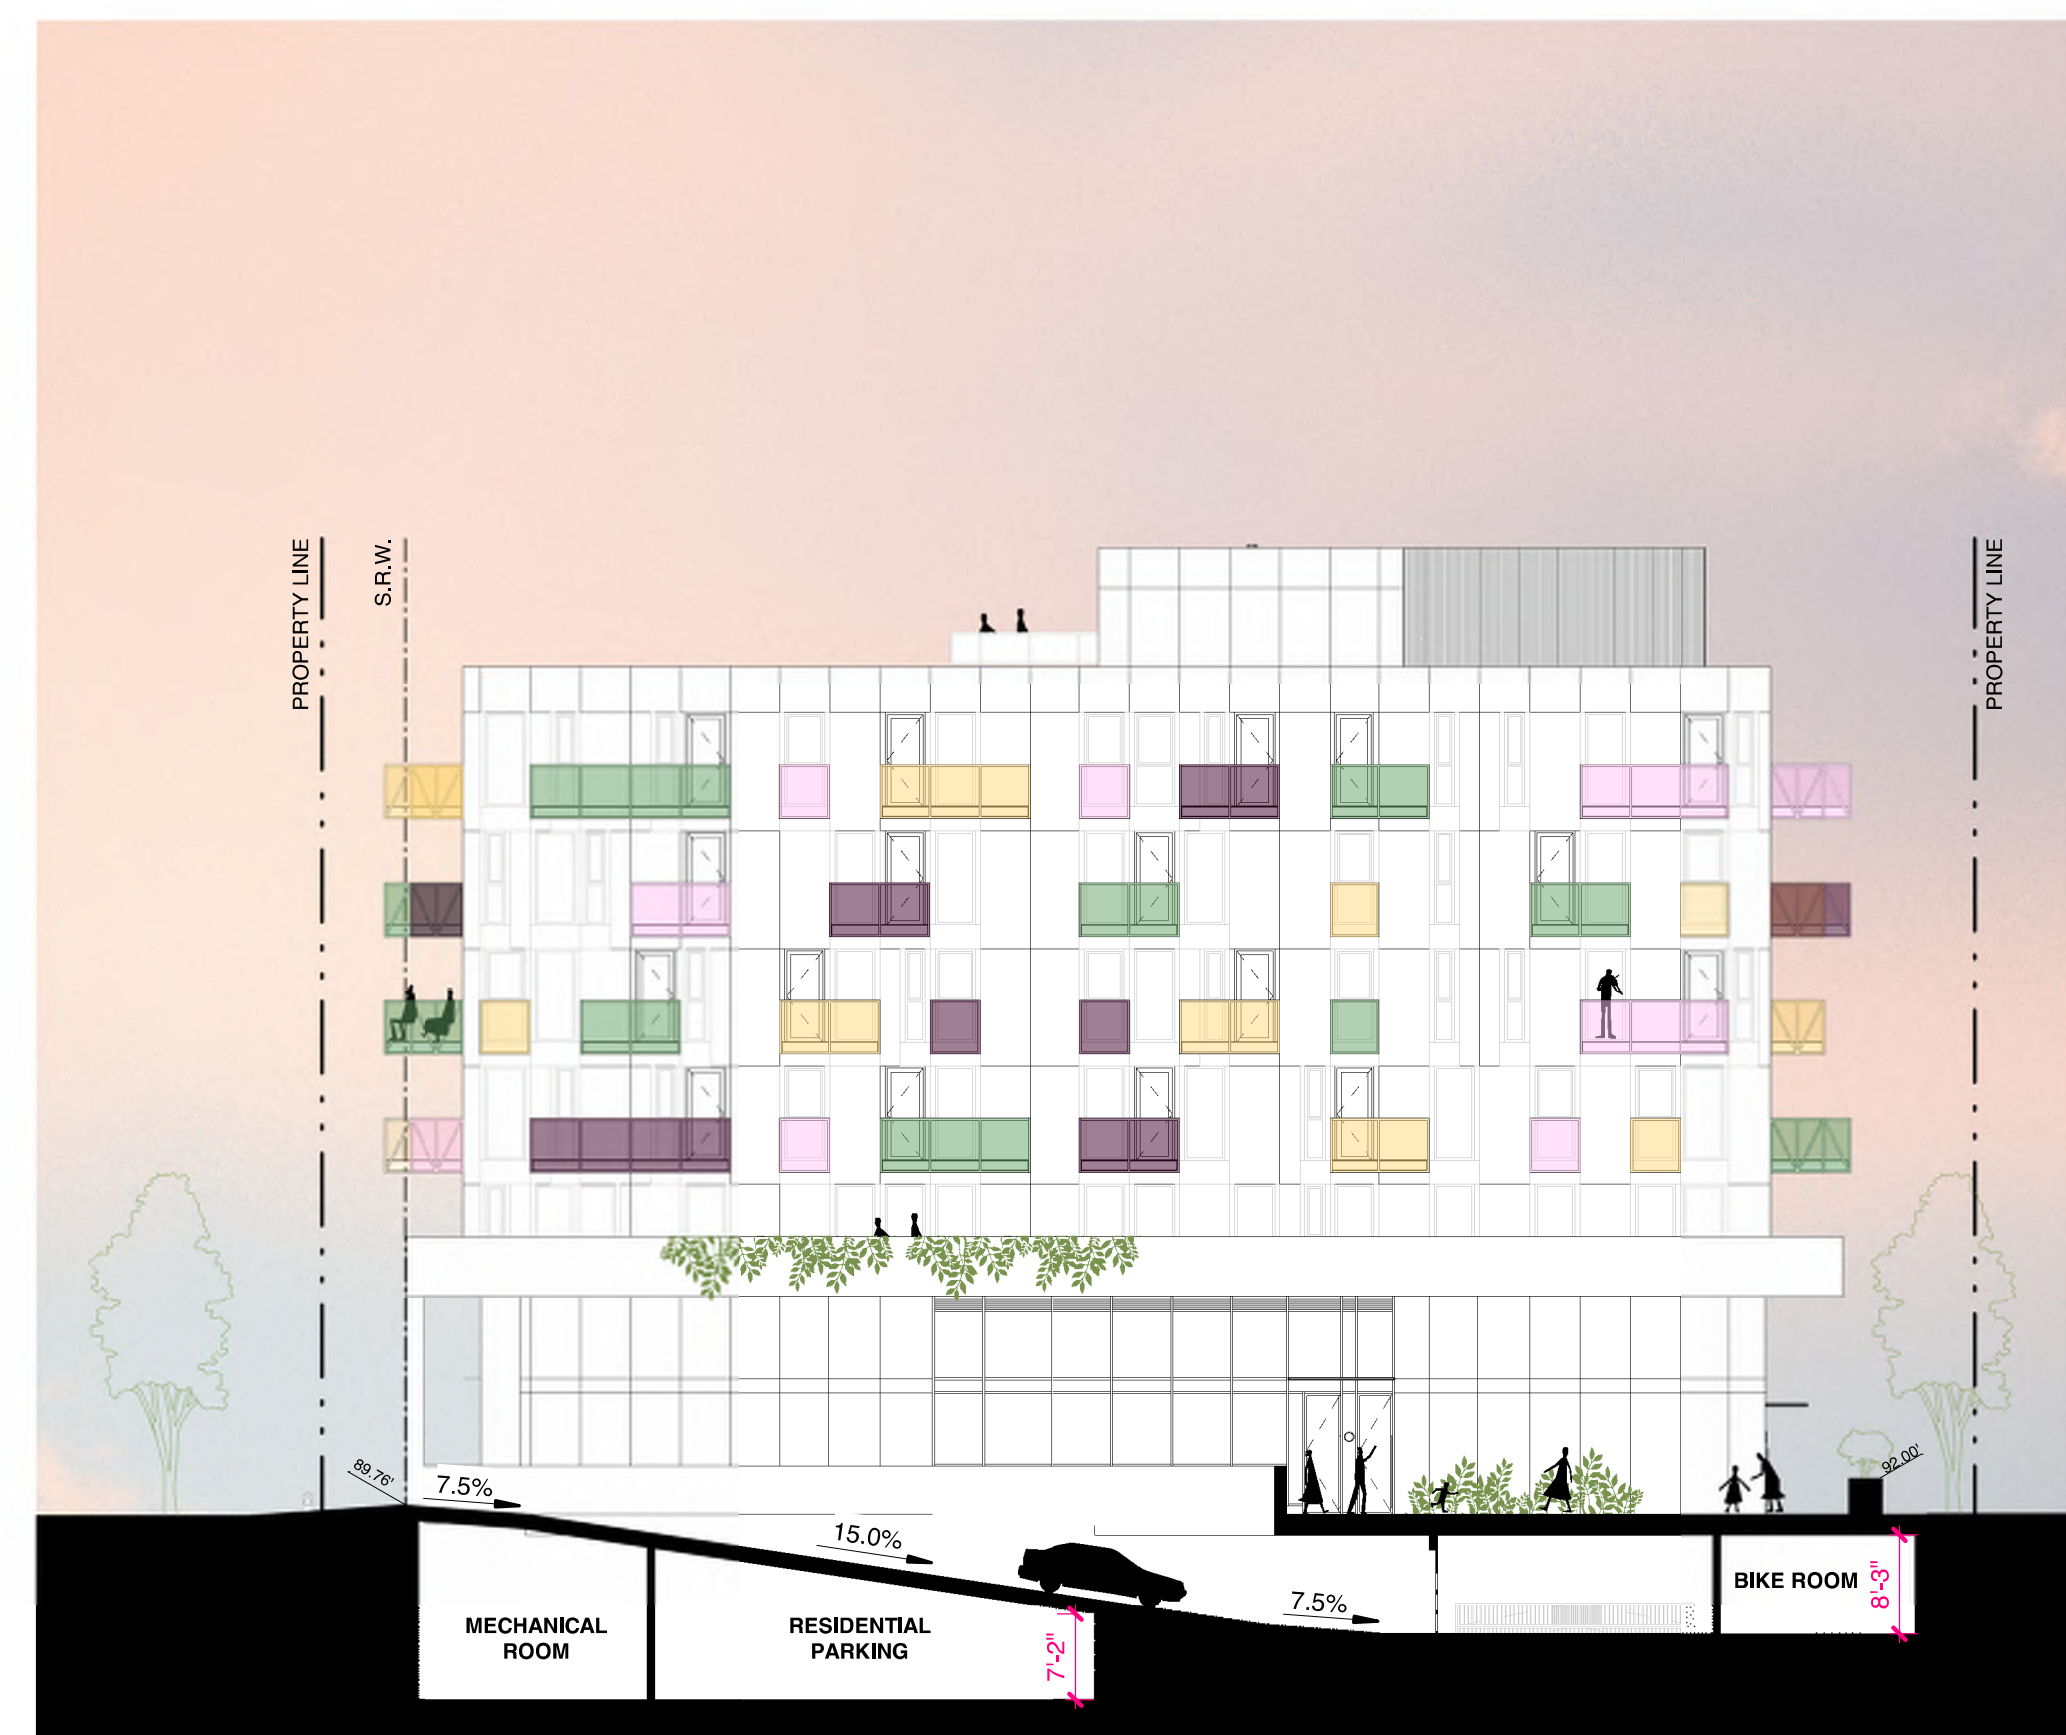 PROPERTY LINE
S.R.W.
PROPERTY LINE
89.76'
7.5%
15.0%
7.5%
92.00'
MECHANICAL
ROOM
RESIDENTIAL
PARKING
7'-2"
BIKE ROOM
8'-3"